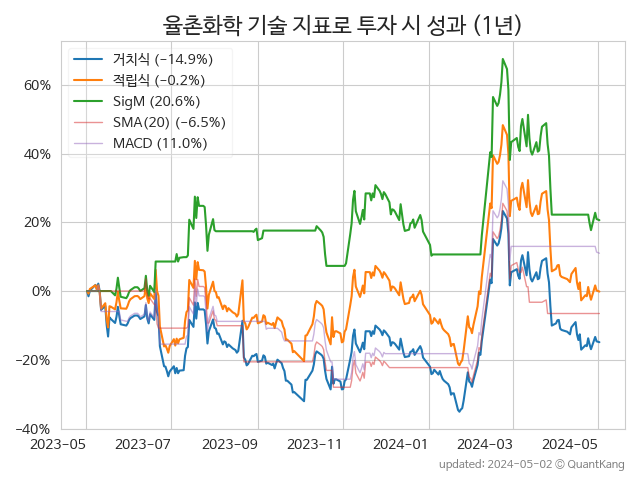 율촌화학 기술 지표로 투자 시 성과 (1년)
거치식 (−14.9%)
적립식 (−0.2%)
SigM (20.6%)
SMA(20) (−6.5%)
MACD (11.0%)
60%
40%
20%
0%
−20%
−40%
2023-05 2023-07 2023-09 2023-11 2024-01 2024-03 2024-05
updated: 2024-05-02 © QuantKang